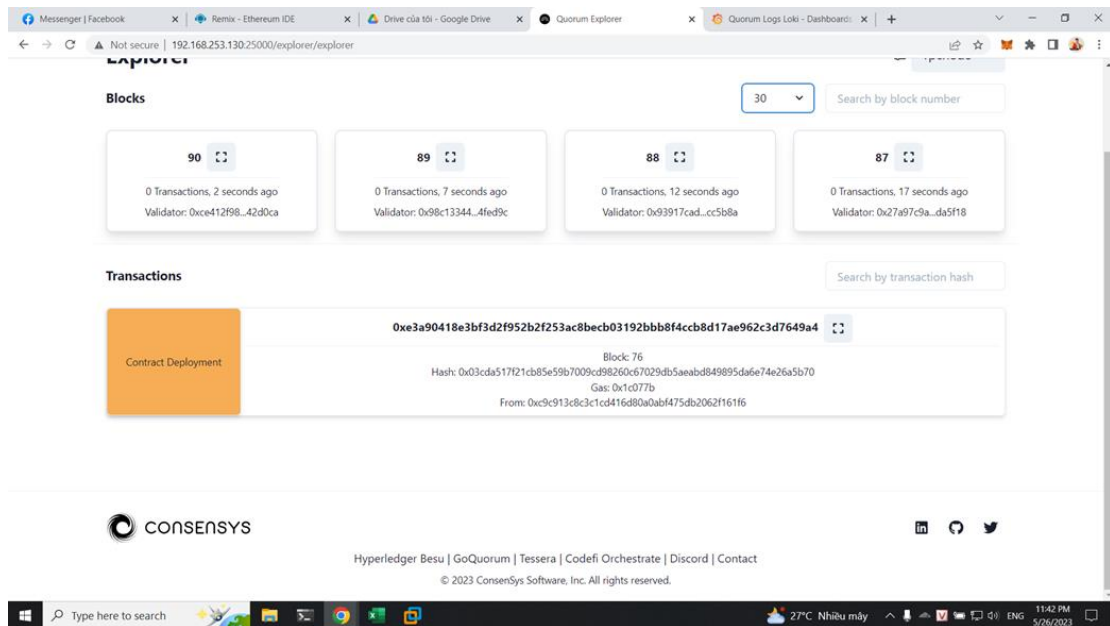 Messenger | Facebook
Remix - Ethereum IDE
Drive của tôi - Google Drive
Quorum Explorer
Quorum Logs Loki - Dashboards
Not secure | 192.168.253.130:25000/explorer/explorer
Explorer
Blocks
30
Search by block number
90
89
88
87
0 Transactions, 2 seconds ago
0 Transactions, 7 seconds ago
0 Transactions, 12 seconds ago
0 Transactions, 17 seconds ago
Validator: 0xce412f98...42d0ca
Validator: 0x98c13344...4fed9c
Validator: 0x93917cad...cc5b8a
Validator: 0x27a97c9a...da5f18
Transactions
Search by transaction hash
Contract Deployment
0xe3a90418e3bf3d2f952b2f253ac8becb03192bbb8f4ccb8d17ae962c3d7649a4
Block: 76
Hash: 0x03cda517f21cb85e59b7009cd98260c67029db5aeabd849895da6e74e26a5b70
Gas: 0x1c077b
From: 0xc9c913c8c3c1cd416d80a0abf475db2062f161f6
CONSENSYS
Hyperledger Besu | GoQuorum | Tessera | Codefi Orchestrate | Discord | Contact
© 2023 ConsenSys Software, Inc. All rights reserved.
Type here to search
27°C Nhiều mây
ENG
11:42 PM
5/26/2023